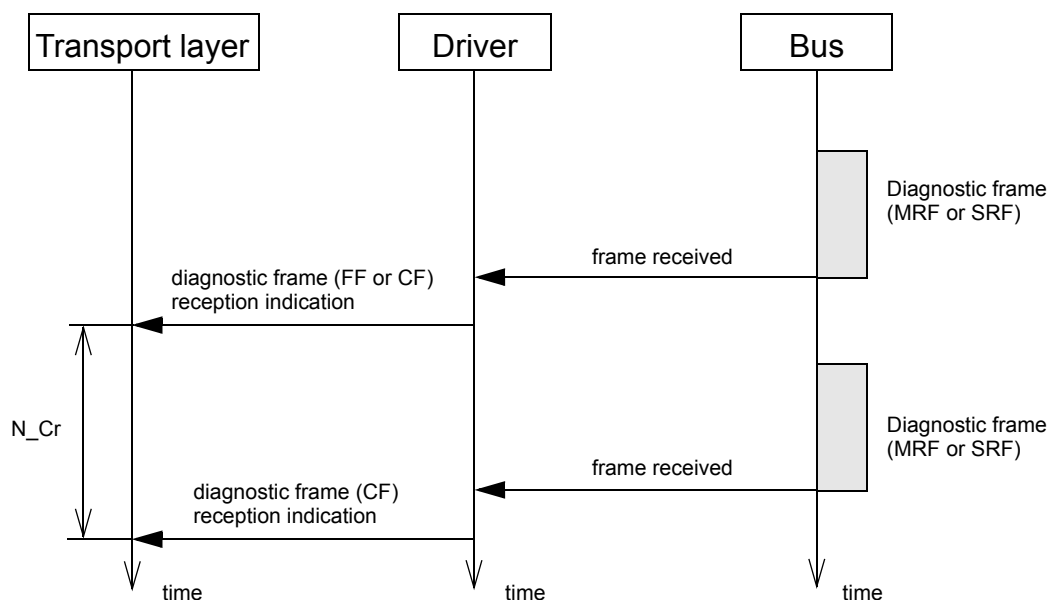 Transport layer
Driver
Bus
Diagnostic frame
(MRF or SRF)
frame received
diagnostic frame (FF or CF)
reception indication
N_Cr
Diagnostic frame
(MRF or SRF)
frame received
diagnostic frame (CF)
reception indication
time
time
time